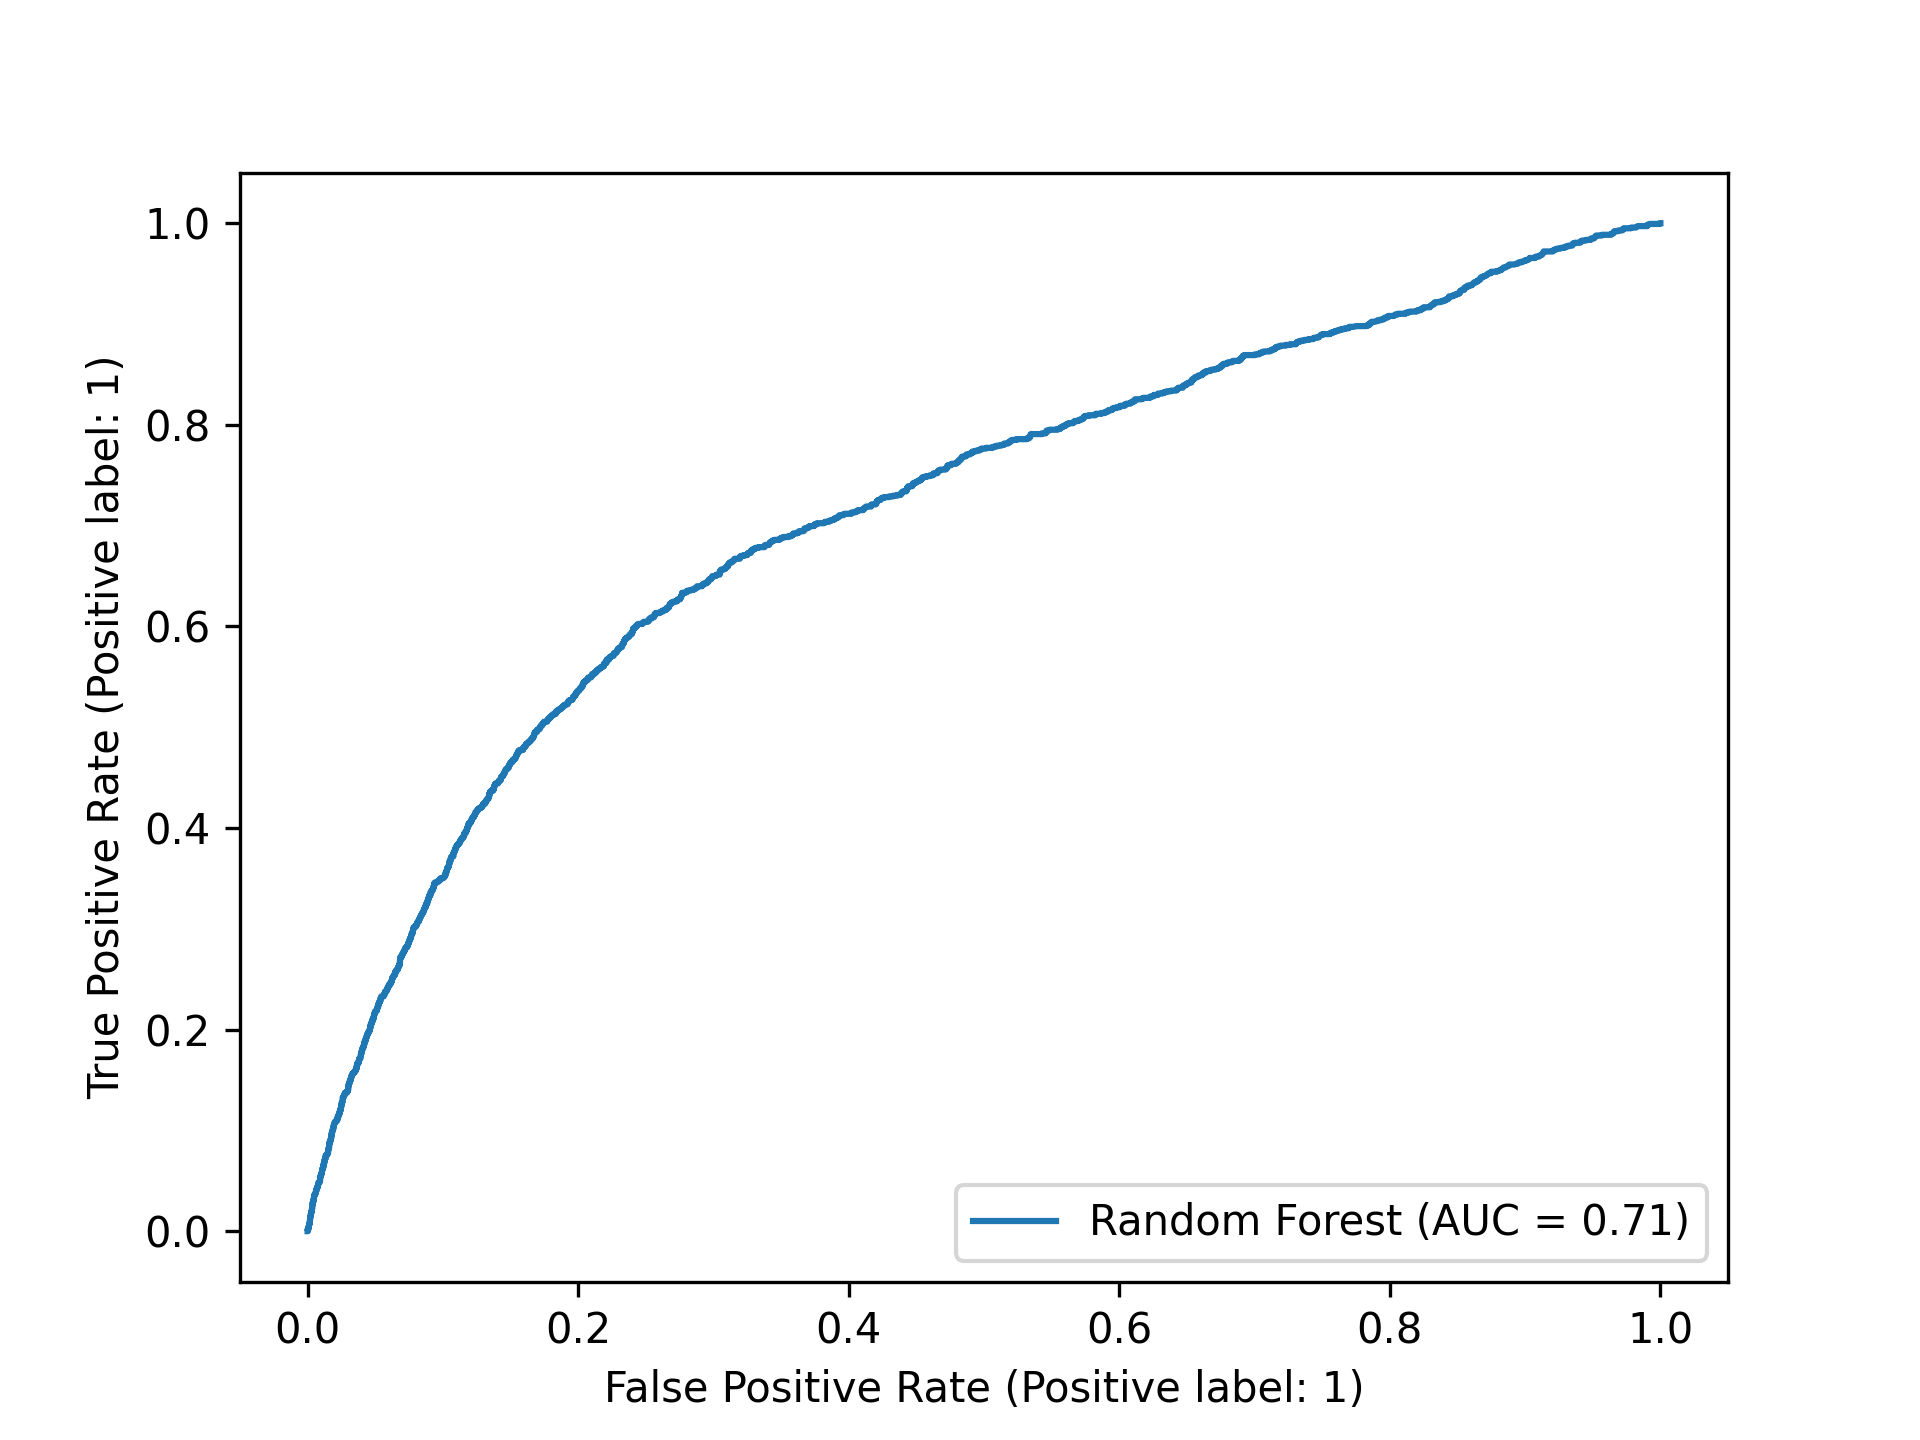 1.0
0.8
0.6
0.4
0.2
0.0
True Positive Rate (Positive label: 1)
Random Forest (AUC = 0.71)
0.0 0.2 0.4 0.6 0.8 1.0
False Positive Rate (Positive label: 1)